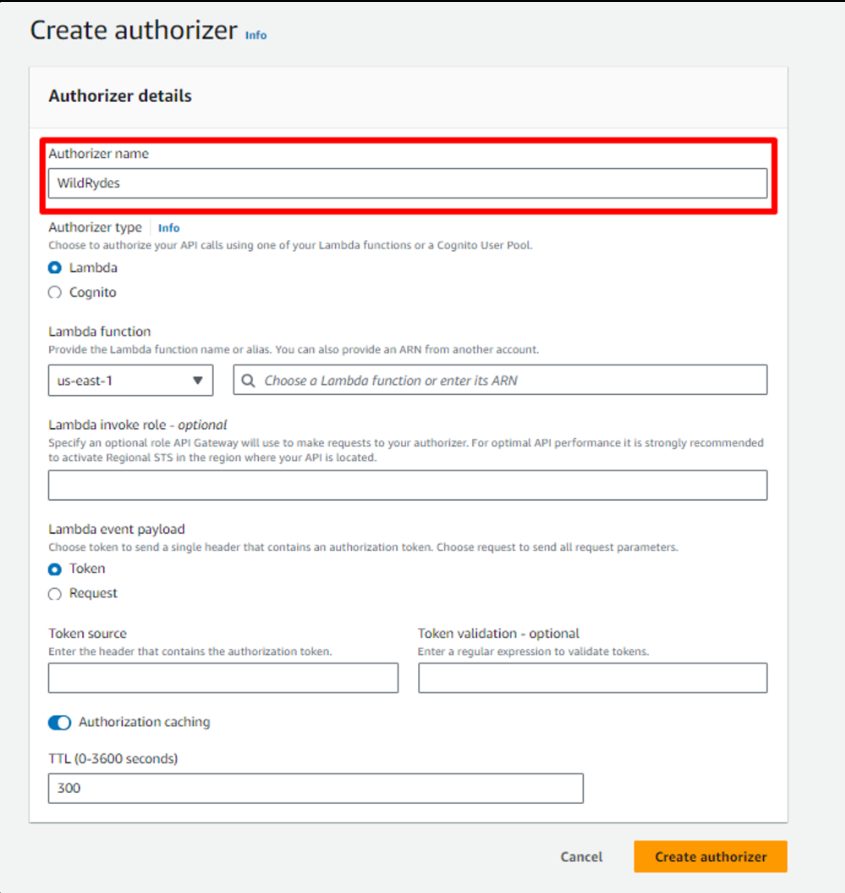 Create authorizer Info
Authorizer details
Authorizer name
WildRydes
Authorizer type Info
Choose to authorize your API calls using one of your Lambda functions or a Cognito User Pool.
Lambda
Cognito
Lambda function
Provide the Lambda function name or alias. You can also provide an ARN from another account.
us-east-1 Choose a Lambda function or enter its ARN
Lambda invoke role - optional
Specify an optional role API Gateway will use to make requests to your authorizer. For optimal API performance it is strongly recommended
to activate Regional STS in the region where your API is located.
Lambda event payload
Choose token to send a single header that contains an authorization token. Choose request to send all request parameters.
Token
Request
Token source Token validation - optional
Enter the header that contains the authorization token. Enter a regular expression to validate tokens.
Authorization caching
TTL (0-3600 seconds)
300
Cancel Create authorizer